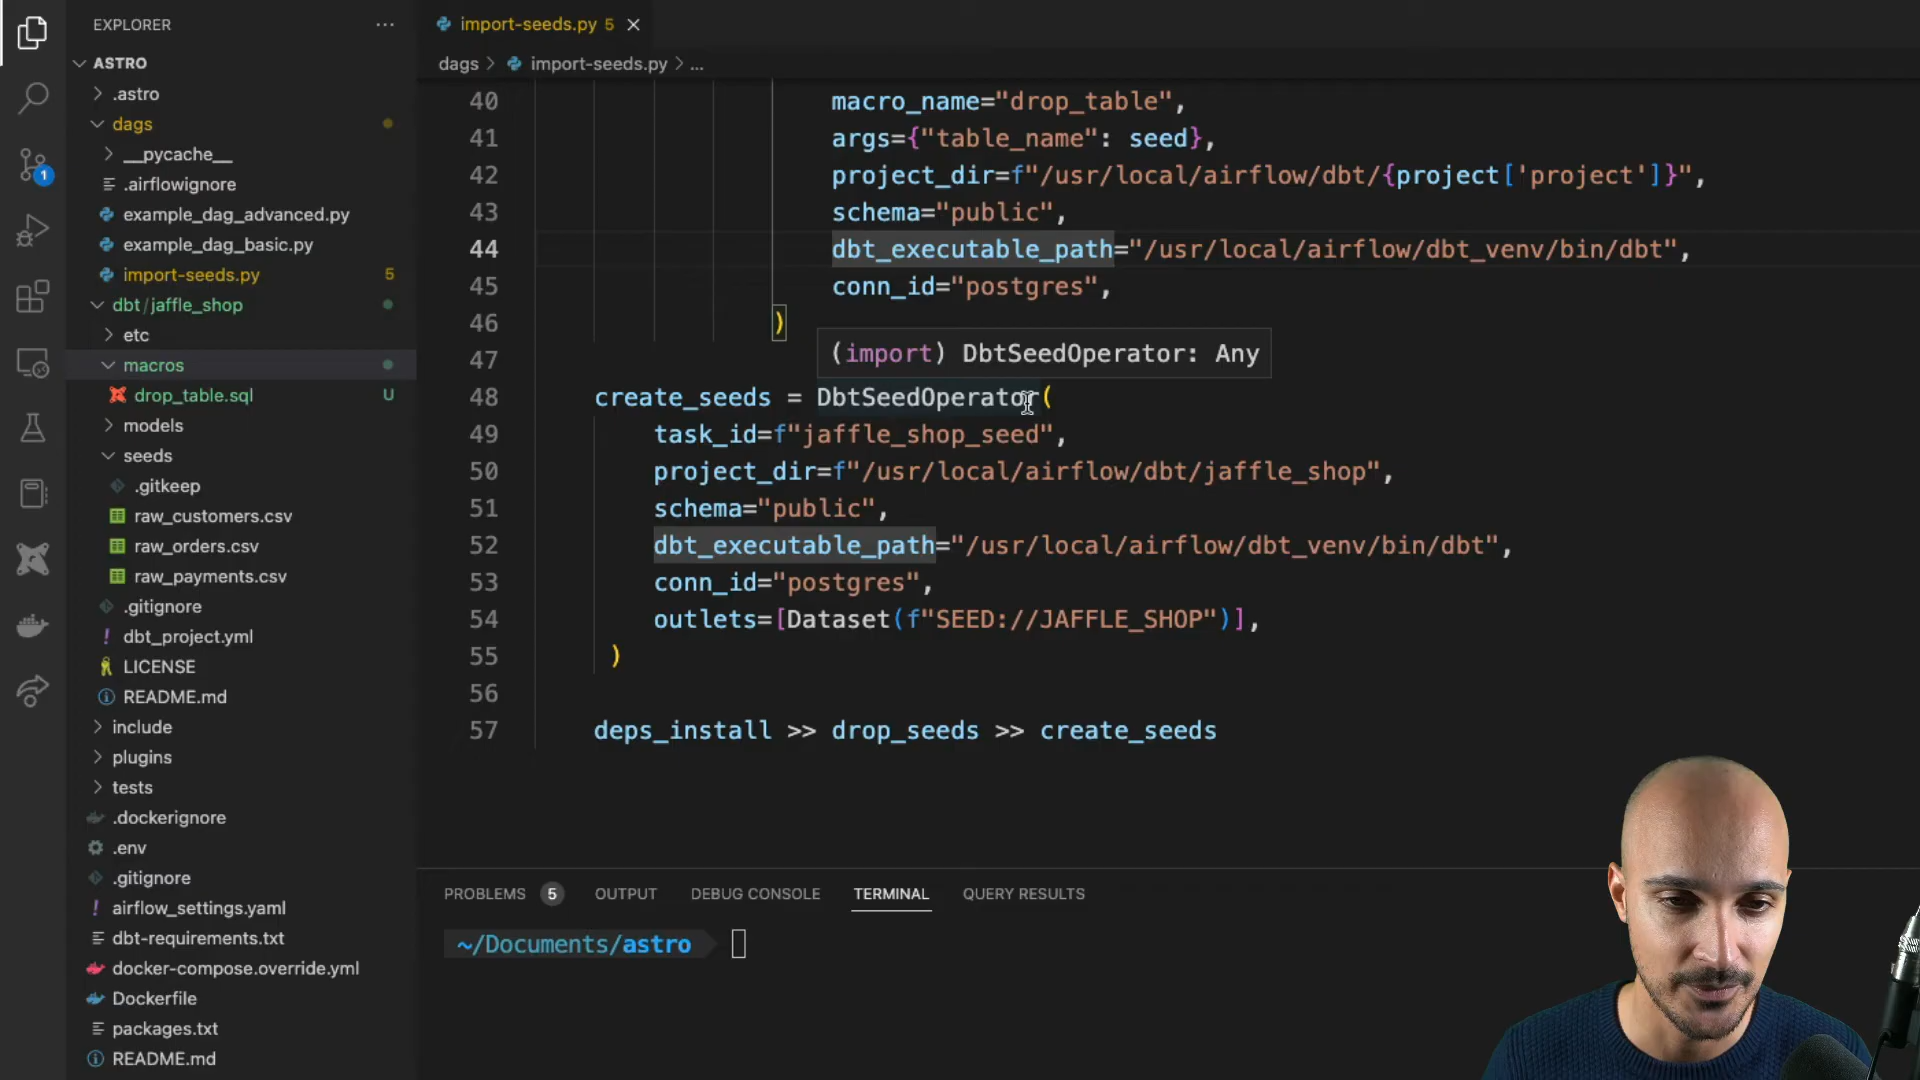 EXPLORER
ASTRO
.astro
dags
__pycache__
.airflowignore
example_dag_advanced.py
example_dag_basic.py
import-seeds.py 5
dbt/jaffle_shop
etc
macros
drop_table.sql U
models
seeds
.gitkeep
raw_customers.csv
raw_orders.csv
raw_payments.csv
.gitignore
dbt_project.yml
LICENSE
README.md
include
plugins
tests
.dockerignore
.env
.gitignore
airflow_settings.yaml
dbt-requirements.txt
docker-compose.override.yml
Dockerfile
packages.txt
README.md
1
import-seeds.py 5
dags > import-seeds.py > ...
40 macro_name="drop_table",
41 args={"table_name": seed},
42 project_dir=f"/usr/local/airflow/dbt/{project['project']}",
43 schema="public",
44 dbt_executable_path="/usr/local/airflow/dbt_venv/bin/dbt",
45 conn_id="postgres",
46 )
47
(import) DbtSeedOperator: Any
48 create_seeds = DbtSeedOperator(
49 task_id=f"jaffle_shop_seed",
50 project_dir=f"/usr/local/airflow/dbt/jaffle_shop",
51 schema="public",
52 dbt_executable_path="/usr/local/airflow/dbt_venv/bin/dbt",
53 conn_id="postgres",
54 outlets=[Dataset(f"SEED://JAFFLE_SHOP")],
55 )
56
57 deps_install >> drop_seeds >> create_seeds
PROBLEMS 5 OUTPUT DEBUG CONSOLE TERMINAL QUERY RESULTS
~/Documents/astro